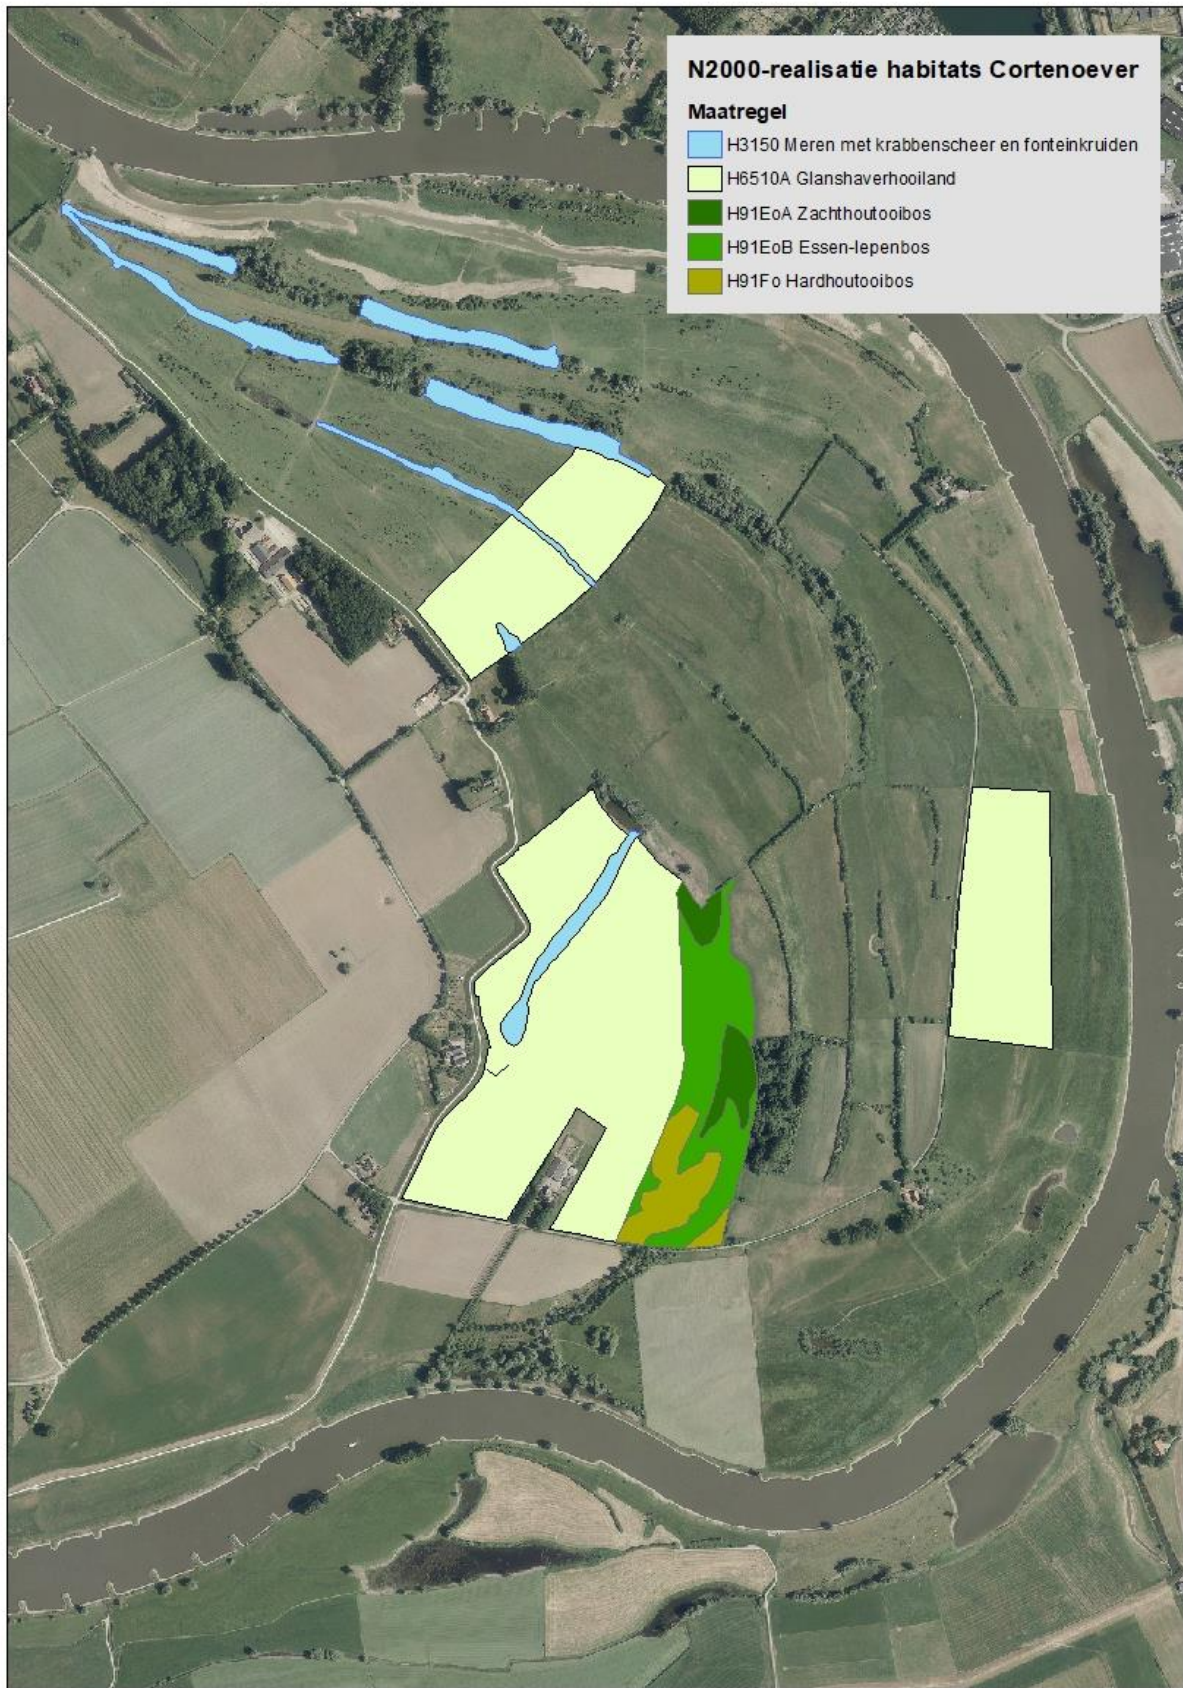 N2000-realisatie habitats Cortenoever
Maatregel
H3150 Meren met krabbenscheer en fonteinkruiden
H6510A Glanshaverhooiland
H91EoA Zachthoutooibos
H91EoB Essen-Iepenbos
H91Fo Hardhoutooibos